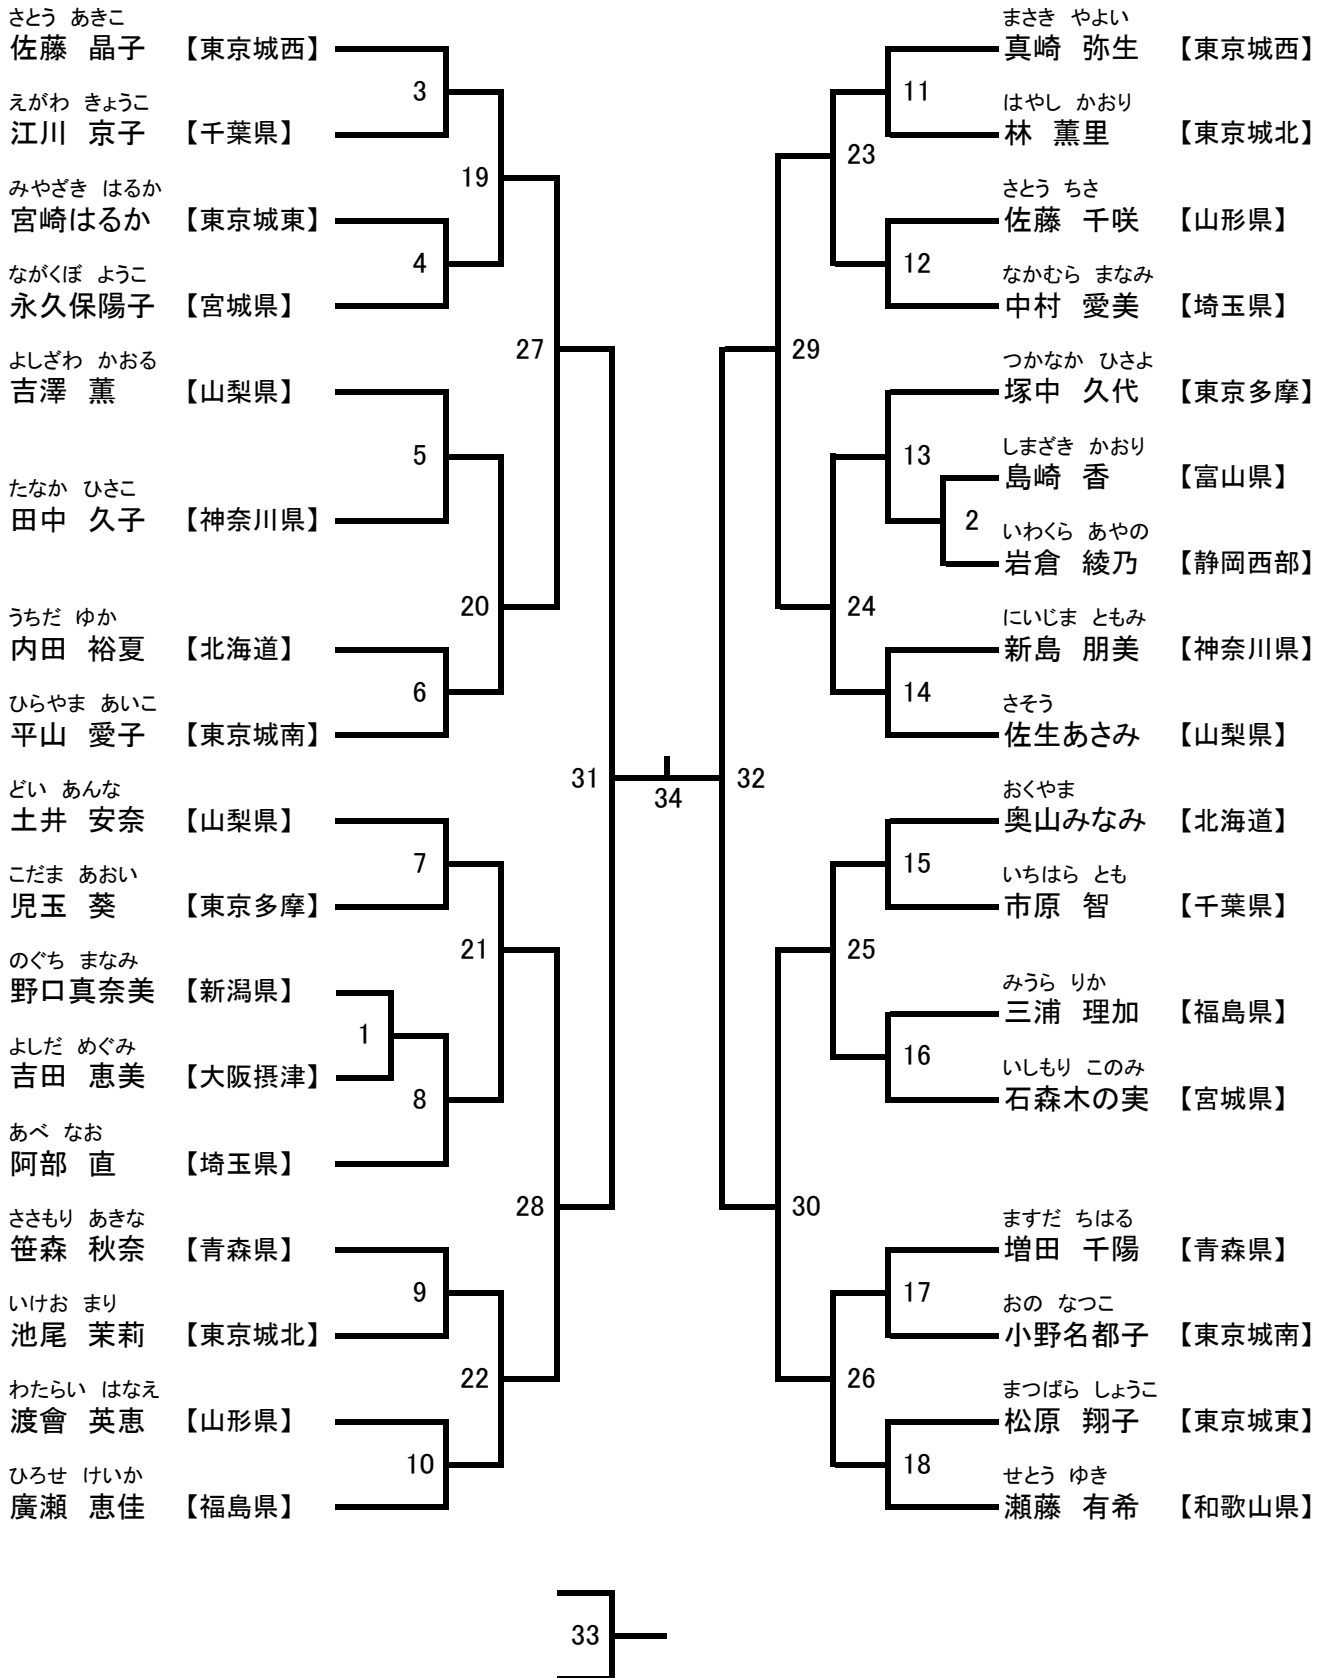 さとう あきこ
佐藤 晶子 【東京城西】
えがわ きょうこ
江川 京子 【千葉県】
みやざき はるか
宮崎はるか 【東京城東】
ながくぼ ようこ
永久保陽子 【宮城県】
よしざわ かおる
吉澤 薫 【山梨県】
たなか ひさこ
田中 久子 【神奈川県】
うちだ ゆか
内田 裕夏 【北海道】
ひらやま あいこ
平山 愛子 【東京城南】
どい あんな
土井 安奈 【山梨県】
こだま あおい
児玉 葵 【東京多摩】
のぐち まなみ
野口真奈美 【新潟県】
よしだ めぐみ
吉田 恵美 【大阪摂津】
あべ なお
阿部 直 【埼玉県】
ささもり あきな
笹森 秋奈 【青森県】
いけお まり
池尾 茉莉 【東京城北】
わたらい はなえ
渡會 英恵 【山形県】
ひろせ けいか
廣瀬 恵佳 【福島県】
1
3
4
5
6
7
8
9
10
19
20
21
22
27
28
31
34
32
29
30
23
24
25
26
11
12
13
2
14
15
16
17
18
まさき やよい
真崎 弥生 【東京城西】
はやし かおり
林 薫里 【東京城北】
さとう ちさ
佐藤 千咲 【山形県】
なかむら まなみ
中村 愛美 【埼玉県】
つかなか ひさよ
塚中 久代 【東京多摩】
しまざき かおり
島崎 香 【富山県】
いわくら あやの
岩倉 綾乃 【静岡西部】
にいじま ともみ
新島 朋美 【神奈川県】
さそう
佐生あさみ 【山梨県】
おくやま
奥山みなみ 【北海道】
いちはら とも
市原 智 【千葉県】
みうら りか
三浦 理加 【福島県】
いしもり このみ
石森木の実 【宮城県】
ますだ ちはる
増田 千陽 【青森県】
おの なつこ
小野名都子 【東京城南】
まつばら しょうこ
松原 翔子 【東京城東】
せとう ゆき
瀬藤 有希 【和歌山県】
33